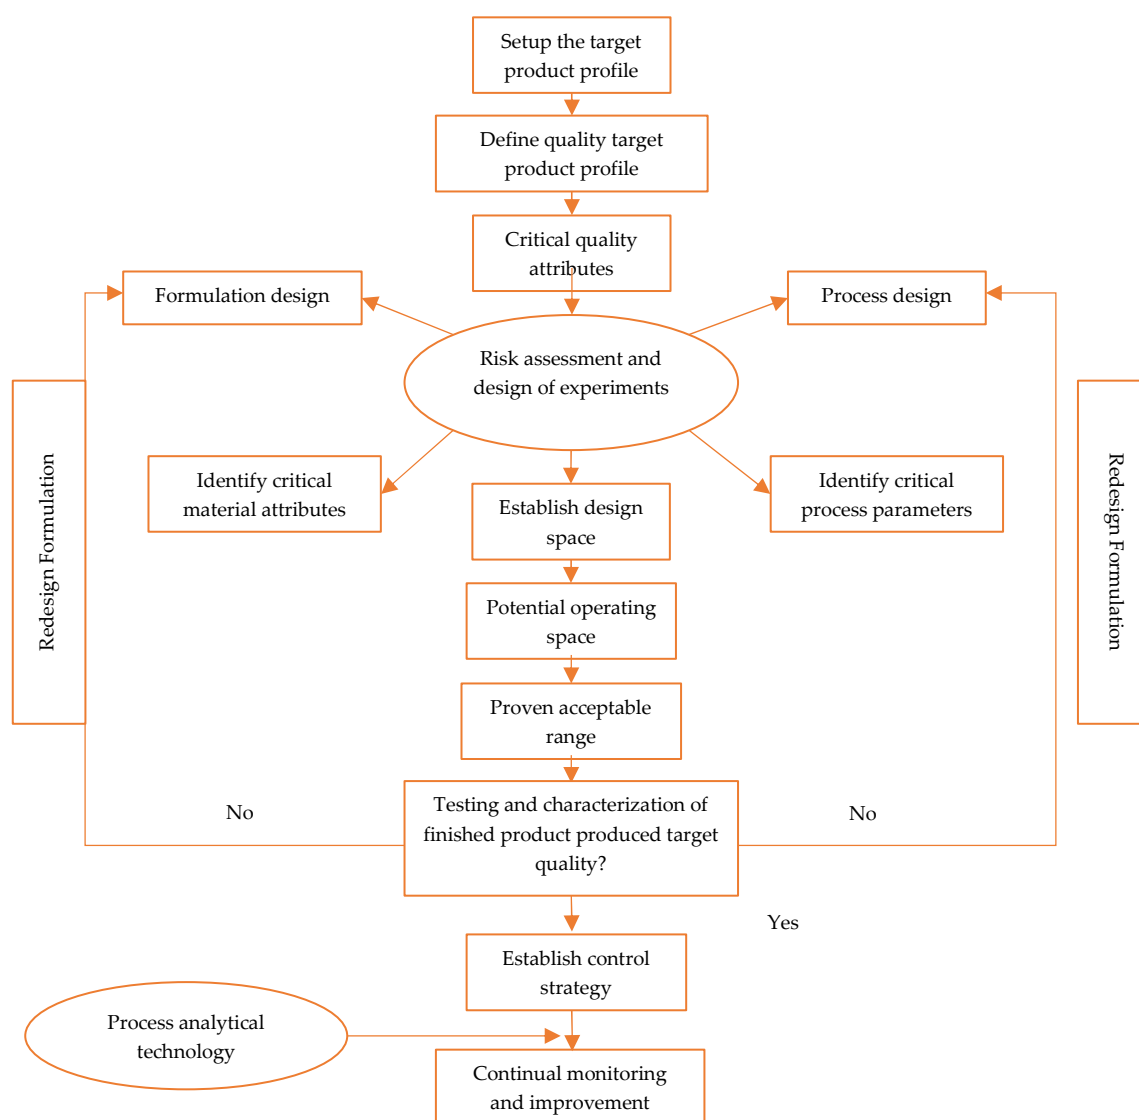 Setup the target
product profile
Define quality target
product profile
Critical quality
attributes
Formulation design
Process design
Risk assessment and
design of experiments
Redesign Formulation
Redesign Formulation
Identify critical
material attributes
Identify critical
process parameters
Establish design
space
Potential operating
space
Proven acceptable
range
Testing and characterization of
finished product produced target
quality?
No
No
Yes
Establish control
strategy
Process analytical
technology
Continual monitoring
and improvement